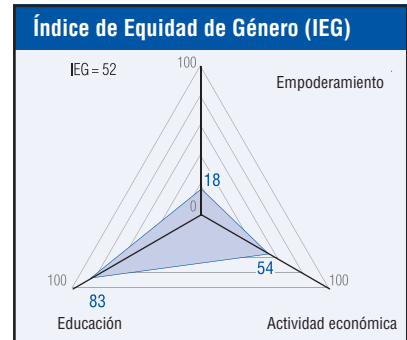 Índice de Equidad de Género (IEG)
IEG = 52
100
Empoderamiento
18
0
54
100
100
83
Educación
Actividad económica